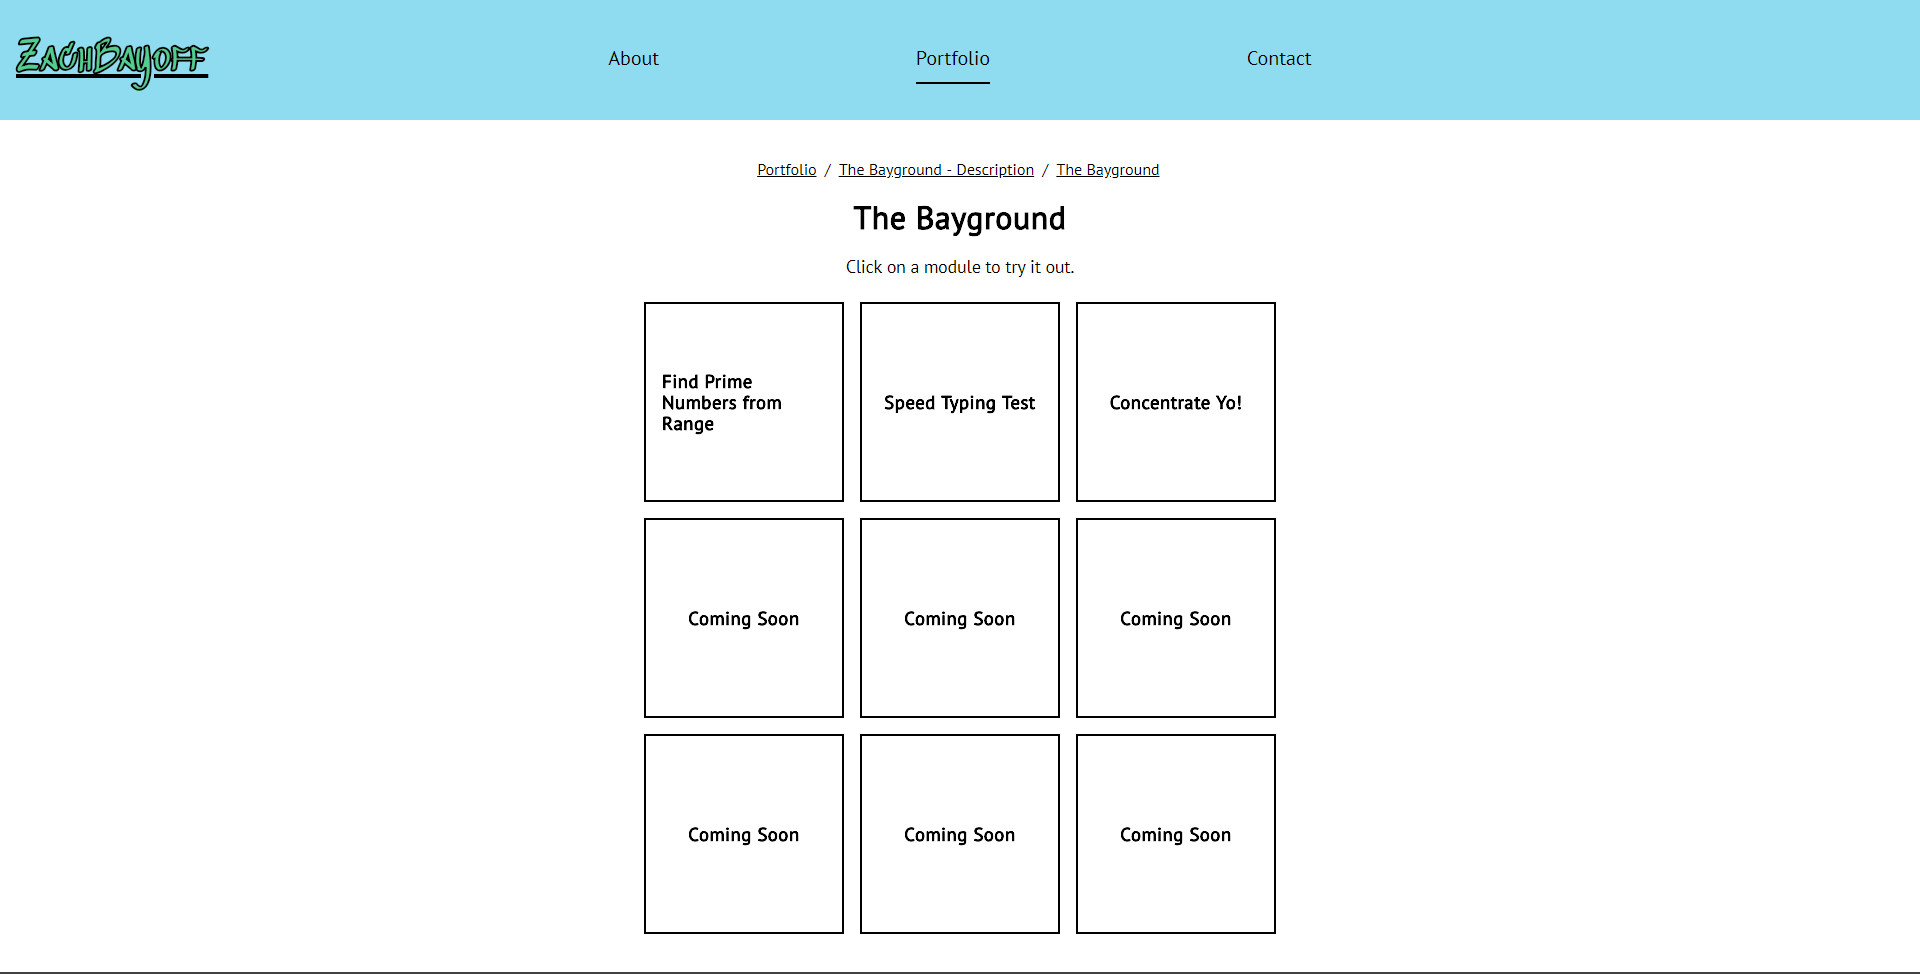 ZachBayoff
About Portfolio Contact
Portfolio / The Bayground - Description / The Bayground
The Bayground
Click on a module to try it out.
Find Prime
Numbers from
Range
Speed Typing Test
Concentrate Yo!
Coming Soon
Coming Soon
Coming Soon
Coming Soon
Coming Soon
Coming Soon